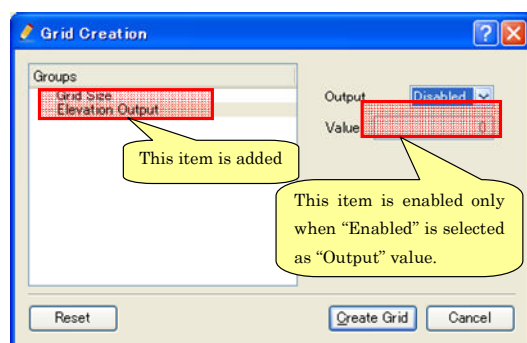 Grid Creation
Groups
Grid Size
Elevation Output
Output
Disabled
Value
0
This item is added
This item is enabled only
when “Enabled” is selected
as “Output” value.
Reset
Create Grid
Cancel